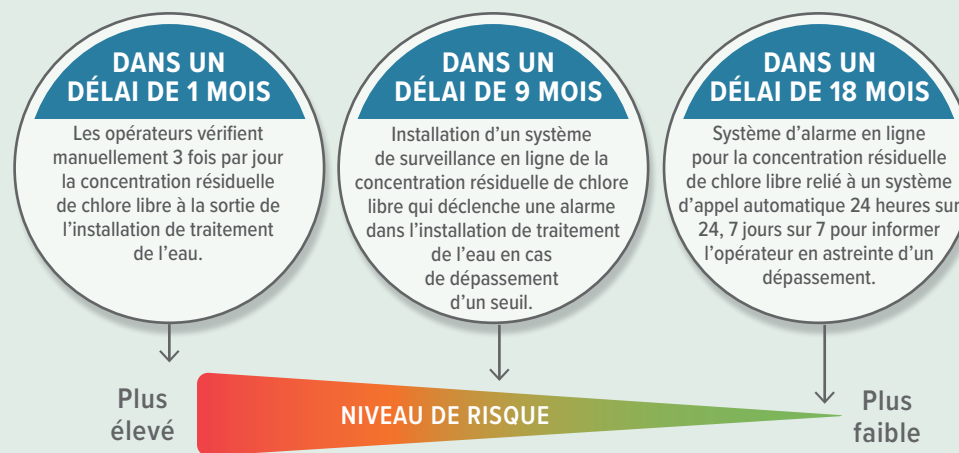 DANS UN
DÉLAI DE 1 MOIS
Les opérateurs vérifient
manuellement 3 fois par jour
la concentration résiduelle
de chlore libre à la sortie de
l’installation de traitement
de l’eau.
DANS UN
DÉLAI DE 9 MOIS
Installation d’un système
de surveillance en ligne de la
concentration résiduelle de chlore
libre qui déclenche une alarme
dans l’installation de traitement
de l’eau en cas
de dépassement
d’un seuil.
DANS UN
DÉLAI DE 18 MOIS
Système d’alarme en ligne
pour la concentration résiduelle
de chlore libre relié à un système
d’appel automatique 24 heures sur
24, 7 jours sur 7 pour informer
l’opérateur en astreinte d’un
dépassement.
Plus
élevé
NIVEAU DE RISQUE
Plus
faible